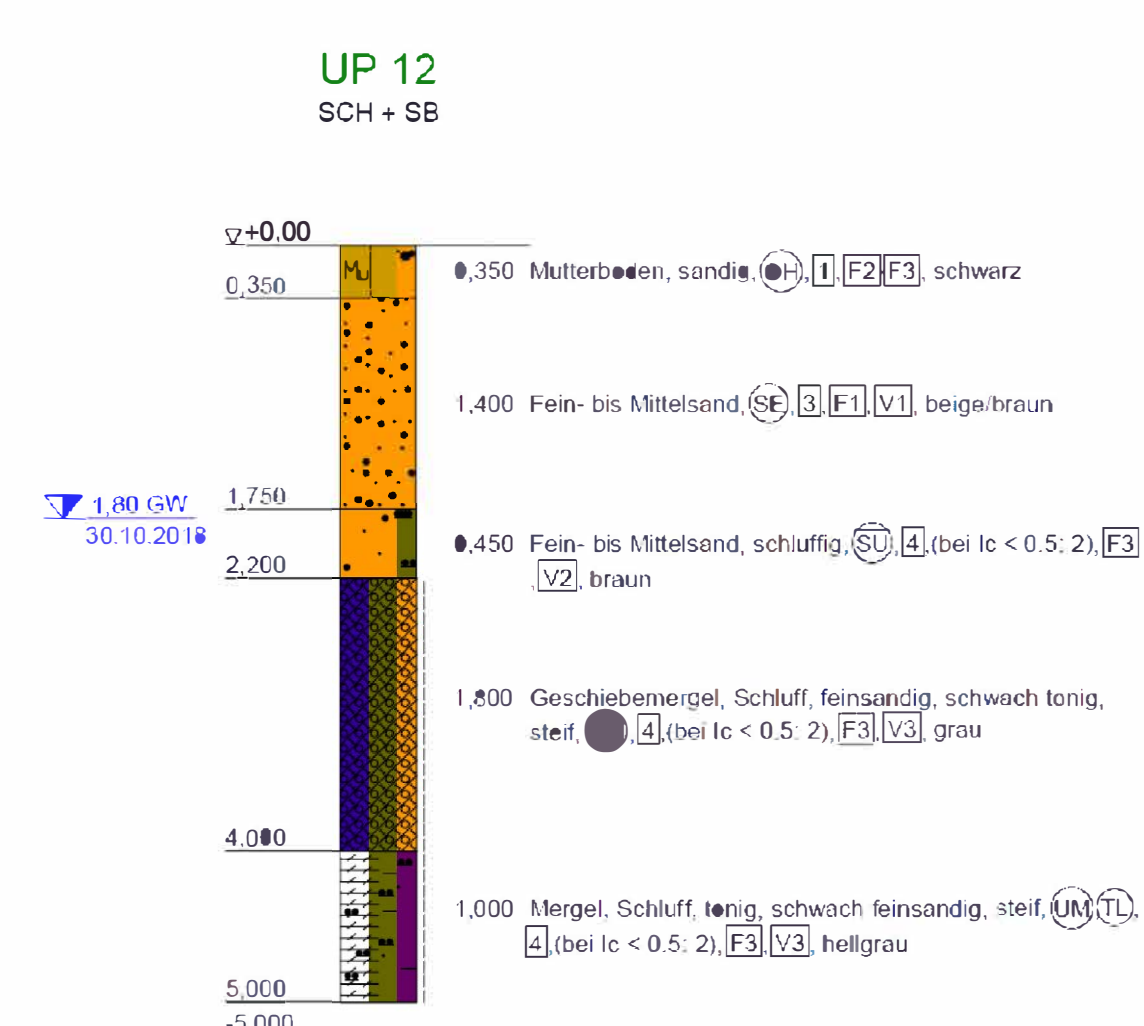 UP 12
SCH + SB
+0,00
Mu
0,350 Mutterboden, sandig, OH, 1, F2 F3, schwarz
0,350
1,400 Fein- bis Mittelsand, SE, 3, F1, V1, beige/braun
1,750
1,80 GW
30.10.2018
0,450 Fein- bis Mittelsand, schluffig, SU, 4,(bei Ic < 0.5: 2), F3
, V2, braun
2,200
1,800 Geschiebemergel, Schluff, feinsandig, schwach tonig,
steif, 4,(bei Ic < 0.5: 2), F3, V3, grau
4,000
1,000 Mergel, Schluff, tonig, schwach feinsandig, steif, UM, TL,
4,(bei Ic < 0.5: 2), F3, V3, hellgrau
5,000
-5,000